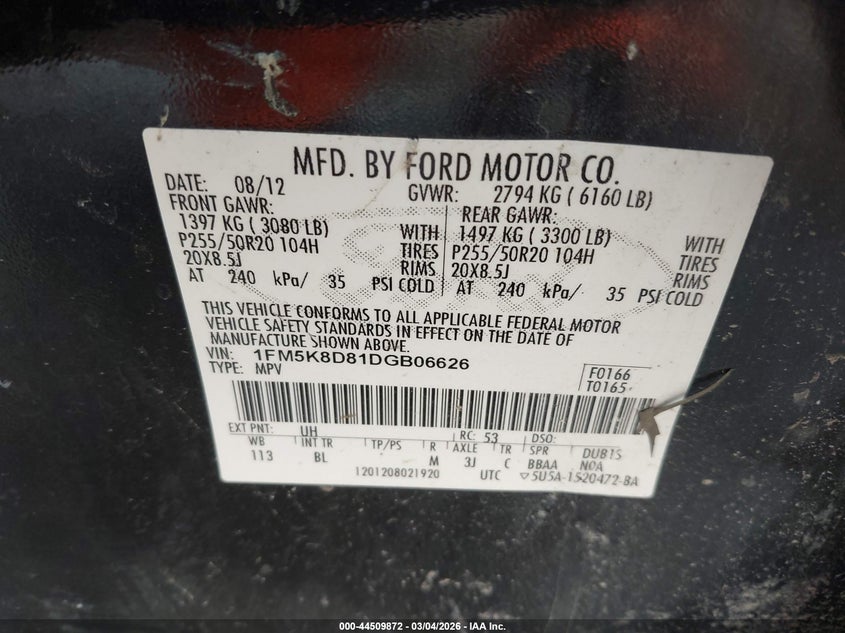 MFD. BY FORD MOTOR CO.
DATE: 08/12 GVWR: 2794 KG ( 6160 LB)
FRONT GAWR: REAR GAWR:
1397 KG ( 3080 LB) WITH 1497 KG ( 3300 LB) WITH
P255/50R20 104H TIRES P255/50R20 104H TIRES
20X8.5J RIMS 20X8.5J RIMS
AT 240 kPa/ 35 PSI COLD AT 240 kPa/ 35 PSI COLD
THIS VEHICLE CONFORMS TO ALL APPLICABLE FEDERAL MOTOR
VEHICLE SAFETY STANDARDS IN EFFECT ON THE DATE OF
MANUFACTURE SHOWN ABOVE.
VIN: 1FM5K8D81DGB06626
TYPE: MPV
F0166
T0165
EXT PNT: UH RC: 53 DSO:
WB INT TR TP/PS R AXLE TR SPR DUB1S
113 BL M 3J C BBAA N0A
1201208021920 UTC ▽5U5A-1520472-BA
000-44509872 - 03/04/2026 - IAA Inc.